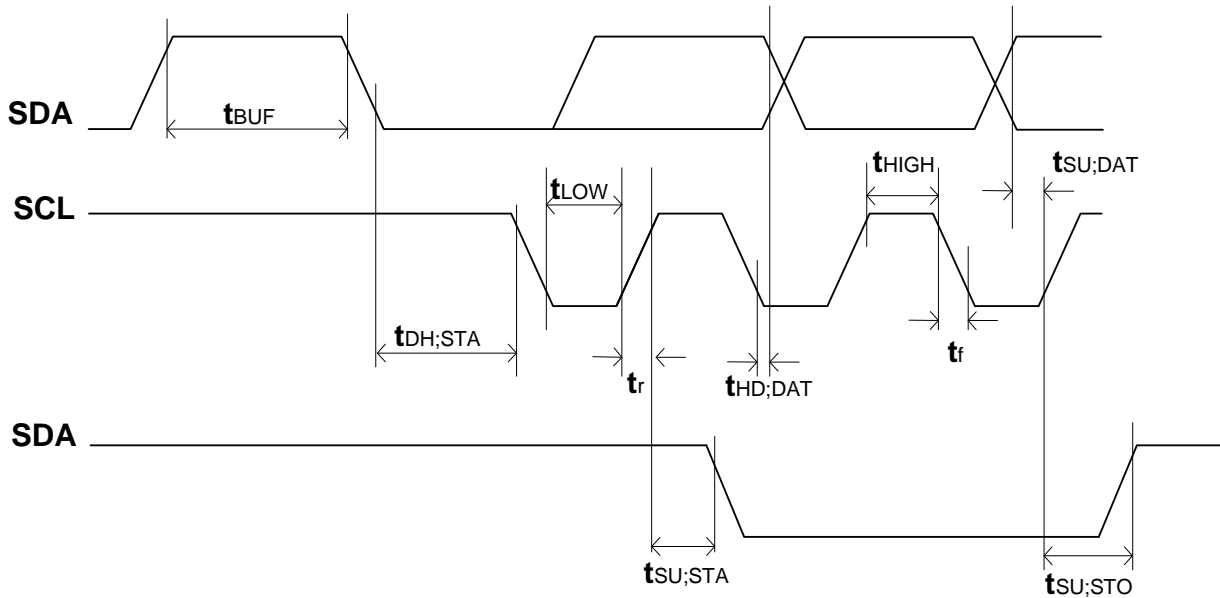 SDA
tBUF
tHIGH
tSU;DAT
tLOW
SCL
tDH;STA
tf
tr
tHD;DAT
SDA
tSU;STA
tSU;STO